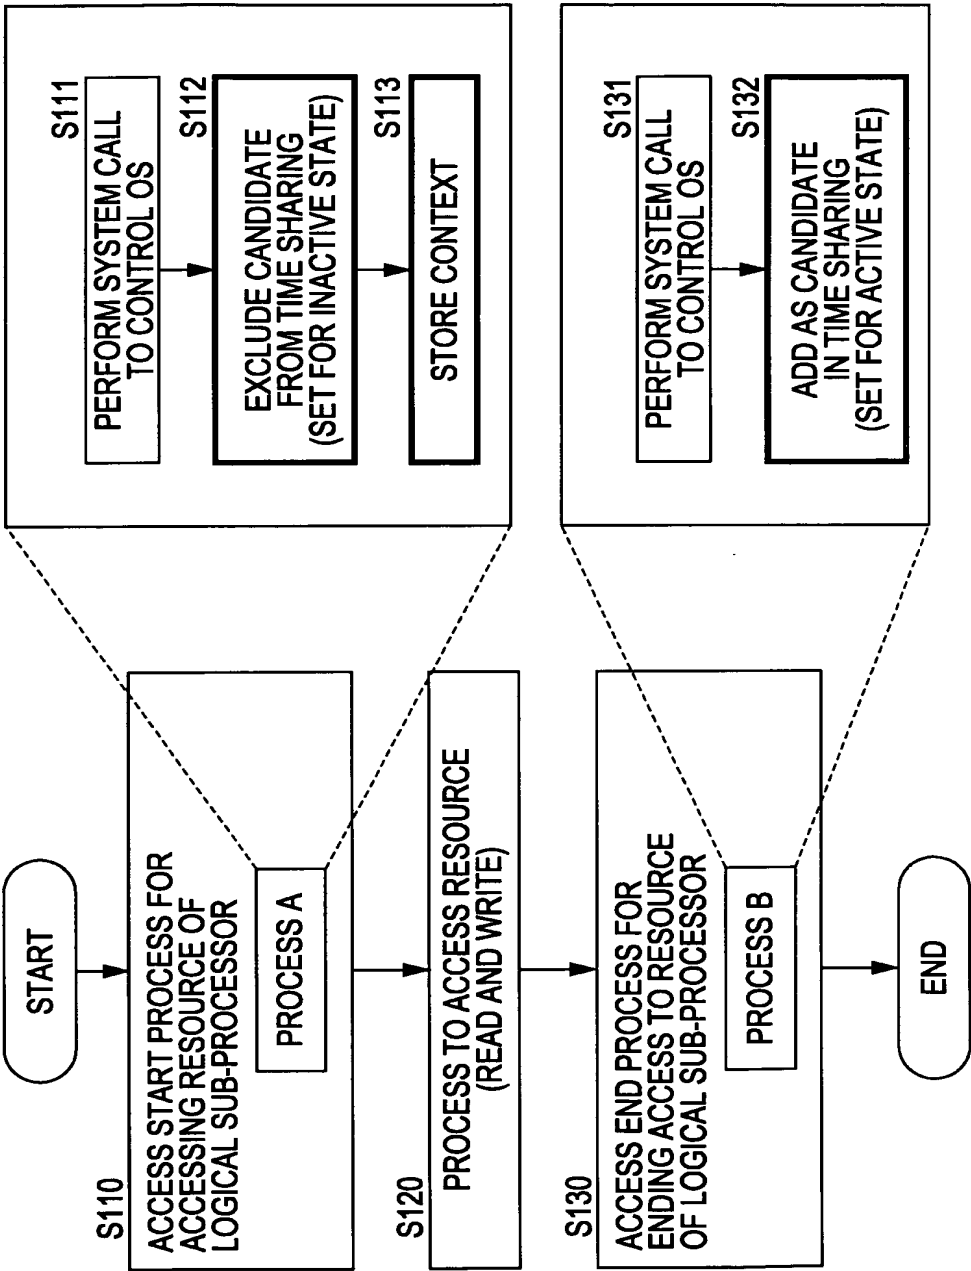 START
S110
ACCESS START PROCESS FOR
ACCESSING RESOURCE OF
LOGICAL SUB-PROCESSOR
PROCESS A
S120
PROCESS TO ACCESS RESOURCE
(READ AND WRITE)
S130
ACCESS END PROCESS FOR
ENDING ACCESS TO RESOURCE
OF LOGICAL SUB-PROCESSOR
PROCESS B
END
S111
PERFORM SYSTEM CALL
TO CONTROL OS
S112
EXCLUDE CANDIDATE
FROM TIME SHARING
(SET FOR INACTIVE STATE)
S113
STORE CONTEXT
S131
PERFORM SYSTEM CALL
TO CONTROL OS
S132
ADD AS CANDIDATE
IN TIME SHARING
(SET FOR ACTIVE STATE)